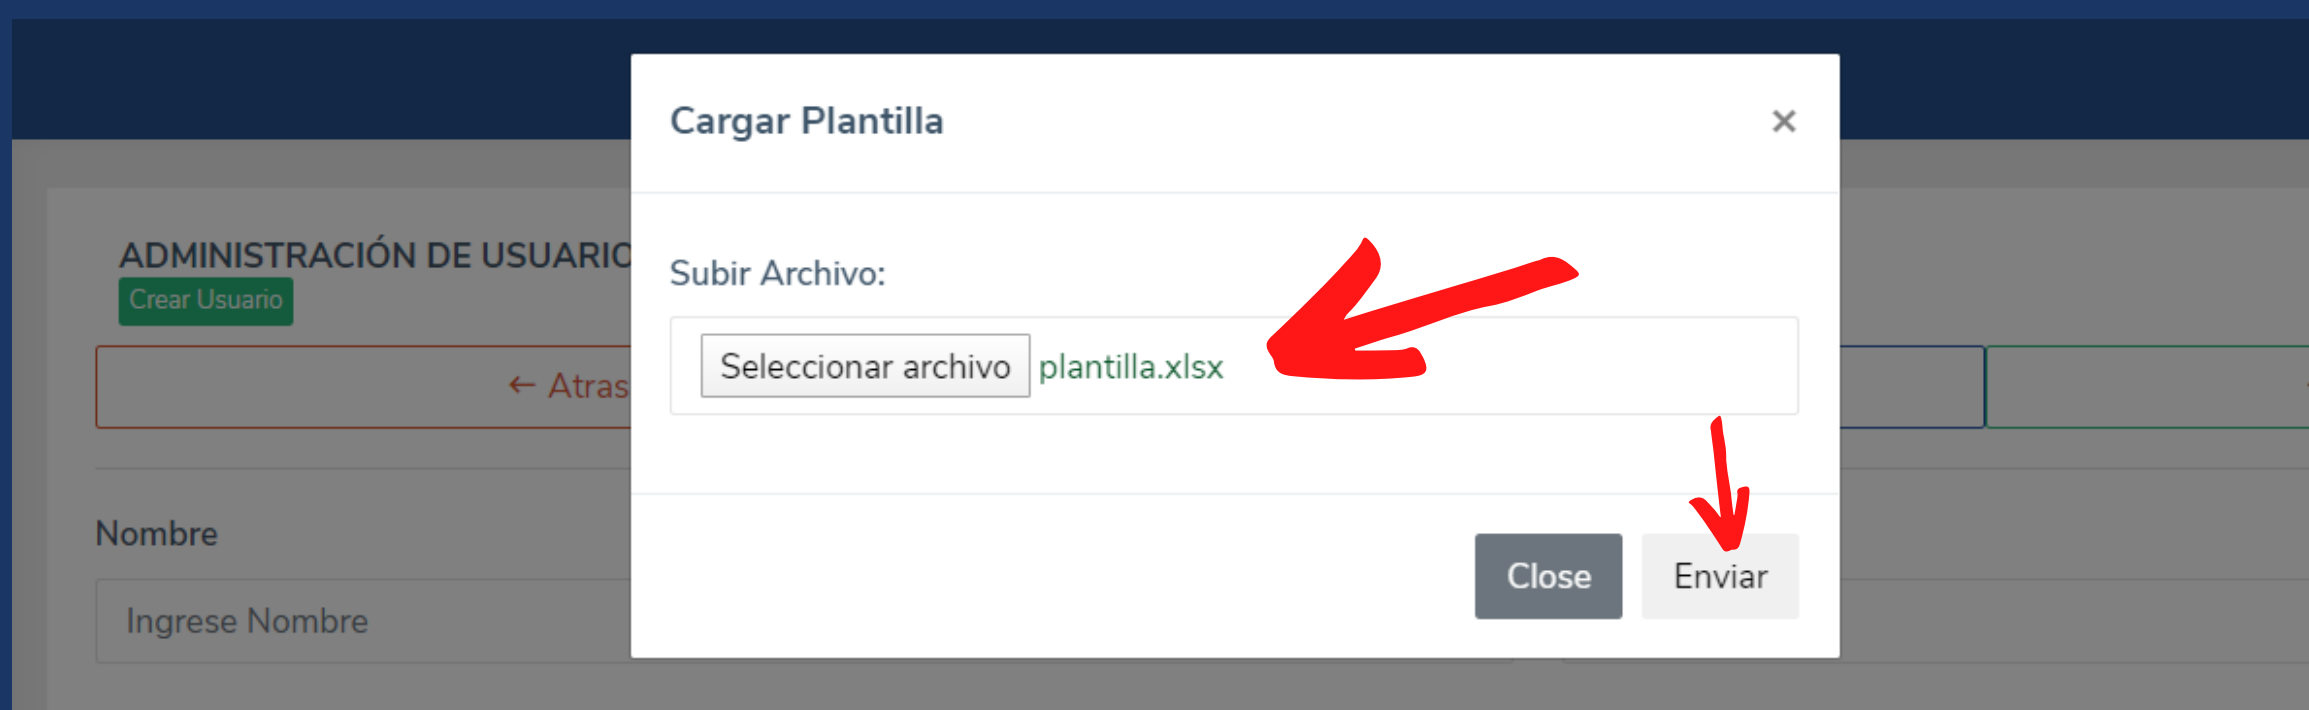 Cargar Plantilla
×
ADMINISTRACIÓN DE USUARIO
Crear Usuario
← Atras
Subir Archivo:
Seleccionar archivo plantilla.xlsx
Nombre
Ingrese Nombre
Close Enviar